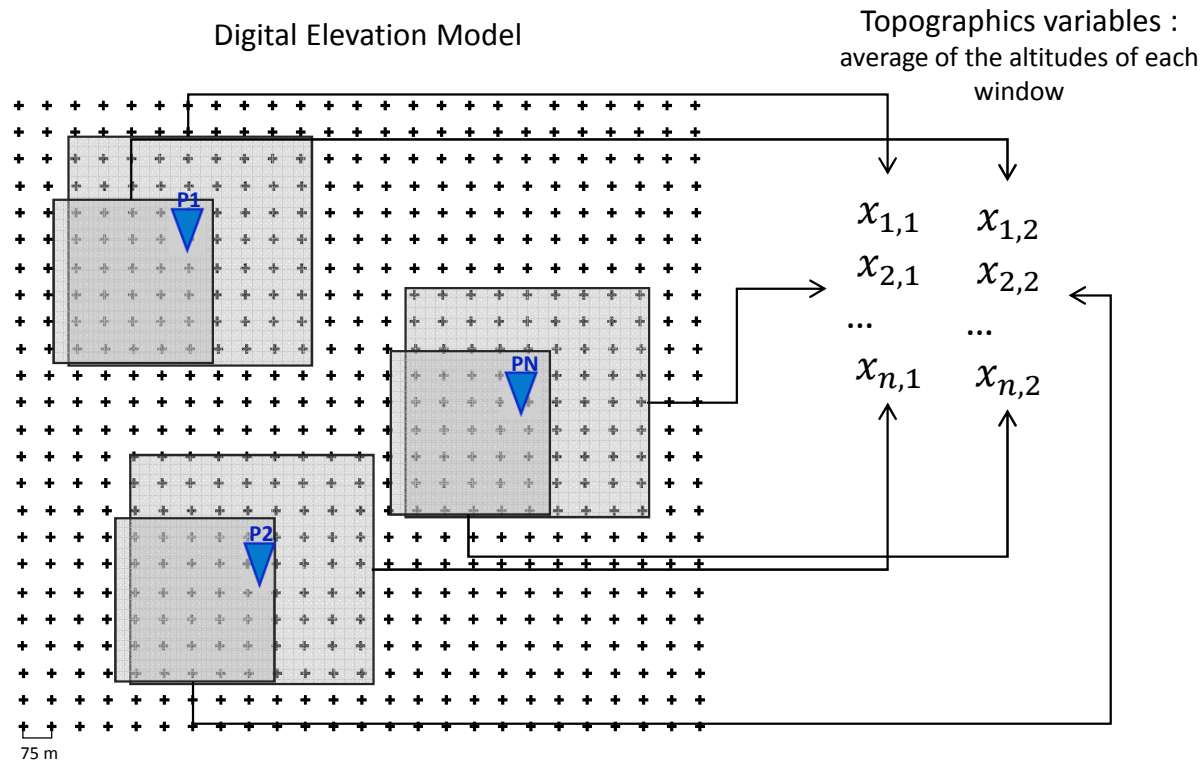 Digital Elevation Model
Topographics variables :
average of the altitudes of each
window
P1
x1,1 x1,2
x2,1 x2,2
... ...
xn,1 xn,2
PN
P2
75 m